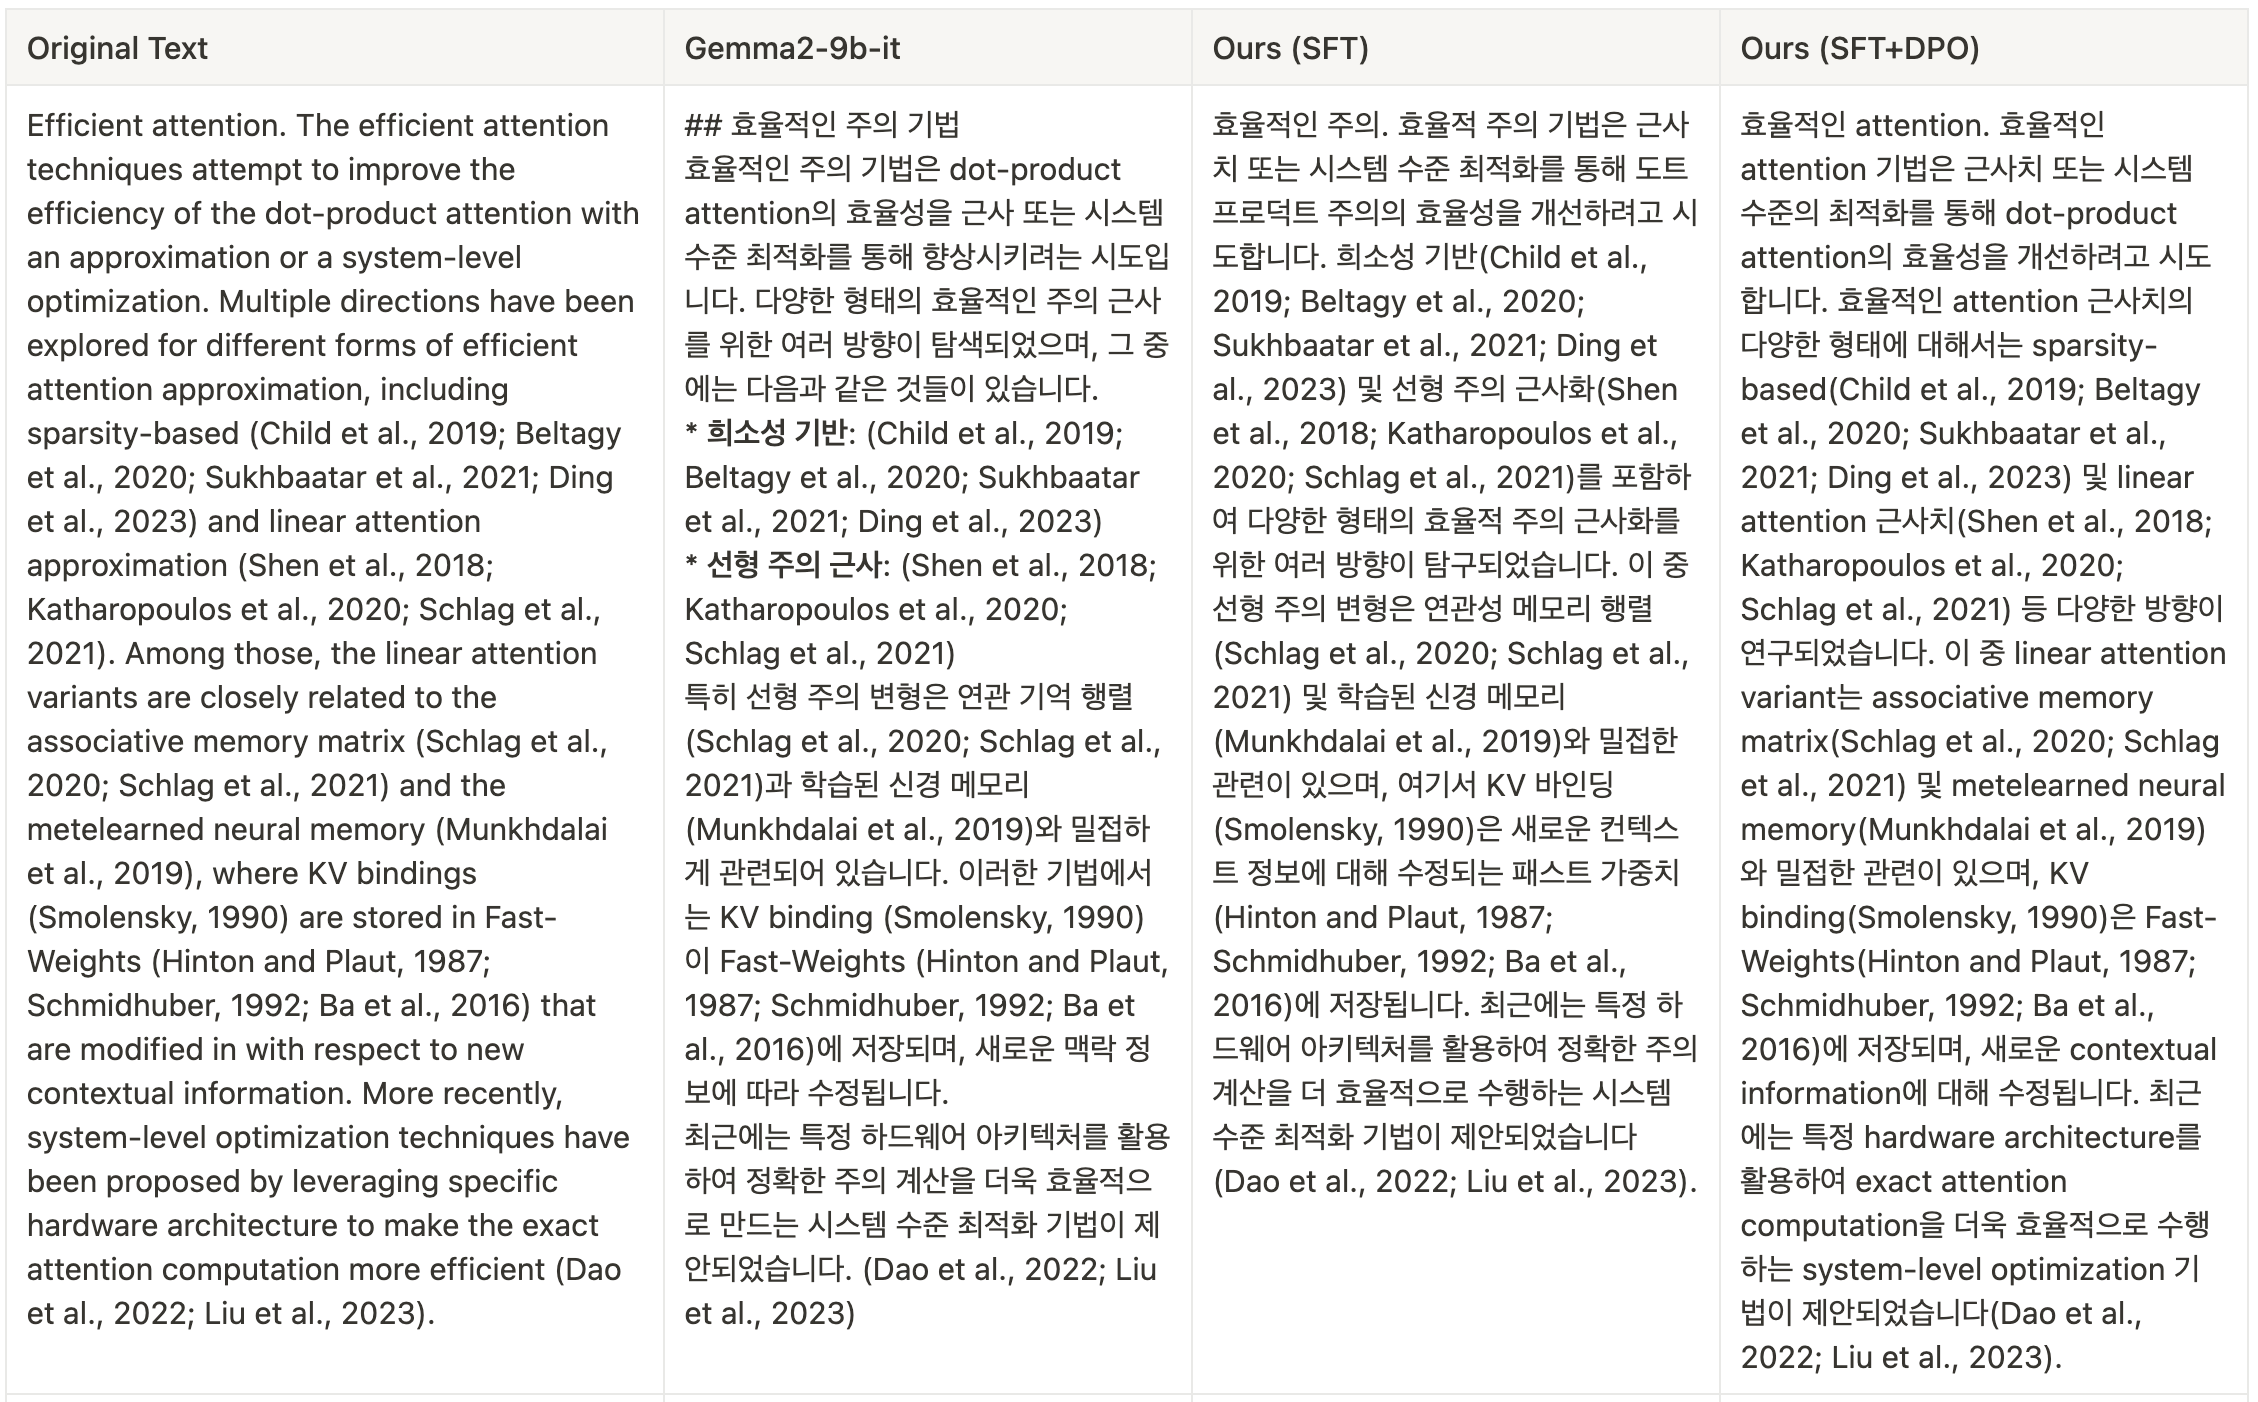 Original Text
Gemma2-9b-it
Ours (SFT)
Ours (SFT+DPO)
Efficient attention. The efficient attention
techniques attempt to improve the
efficiency of the dot-product attention with
an approximation or a system-level
optimization. Multiple directions have been
explored for different forms of efficient
attention approximation, including
sparsity-based (Child et al., 2019; Beltagy
et al., 2020; Sukhbaatar et al., 2021; Ding
et al., 2023) and linear attention
approximation (Shen et al., 2018;
Katharopoulos et al., 2020; Schlag et al.,
2021). Among those, the linear attention
variants are closely related to the
associative memory matrix (Schlag et al.,
2020; Schlag et al., 2021) and the
metelearned neural memory (Munkhdalai
et al., 2019), where KV bindings
(Smolensky, 1990) are stored in Fast-
Weights (Hinton and Plaut, 1987;
Schmidhuber, 1992; Ba et al., 2016) that
are modified in with respect to new
contextual information. More recently,
system-level optimization techniques have
been proposed by leveraging specific
hardware architecture to make the exact
attention computation more efficient (Dao
et al., 2022; Liu et al., 2023).
## 효율적인 주의 기법
효율적인 주의 기법은 dot-product
attention의 효율성을 근사 또는 시스템
수준 최적화를 통해 향상시키려는 시도입
니다. 다양한 형태의 효율적인 주의 근사
를 위한 여러 방향이 탐색되었으며, 그 중
에는 다음과 같은 것들이 있습니다.
* 희소성 기반: (Child et al., 2019;
Beltagy et al., 2020; Sukhbaatar
et al., 2021; Ding et al., 2023)
* 선형 주의 근사: (Shen et al., 2018;
Katharopoulos et al., 2020;
Schlag et al., 2021)
특히 선형 주의 변형은 연관 기억 행렬
(Schlag et al., 2020; Schlag et al.,
2021)과 학습된 신경 메모리
(Munkhdalai et al., 2019)와 밀접하
게 관련되어 있습니다. 이러한 기법에서
는 KV binding (Smolensky, 1990)
이 Fast-Weights (Hinton and Plaut,
1987; Schmidhuber, 1992; Ba et
al., 2016)에 저장되며, 새로운 맥락 정
보에 따라 수정됩니다.
최근에는 특정 하드웨어 아키텍처를 활용
하여 정확한 주의 계산을 더욱 효율적으
로 만드는 시스템 수준 최적화 기법이 제
안되었습니다. (Dao et al., 2022; Liu
et al., 2023)
효율적인 주의. 효율적 주의 기법은 근사
치 또는 시스템 수준 최적화를 통해 도트
프로덕트 주의의 효율성을 개선하려고 시
도합니다. 희소성 기반(Child et al.,
2019; Beltagy et al., 2020;
Sukhbaatar et al., 2021; Ding et
al., 2023) 및 선형 주의 근사화(Shen
et al., 2018; Katharopoulos et al.,
2020; Schlag et al., 2021)를 포함하
여 다양한 형태의 효율적 주의 근사화를
위한 여러 방향이 탐구되었습니다. 이 중
선형 주의 변형은 연관성 메모리 행렬
(Schlag et al., 2020; Schlag et al.,
2021) 및 학습된 신경 메모리
(Munkhdalai et al., 2019)와 밀접한
관련이 있으며, 여기서 KV 바인딩
(Smolensky, 1990)은 새로운 컨텍스
트 정보에 대해 수정되는 패스트 가중치
(Hinton and Plaut, 1987;
Schmidhuber, 1992; Ba et al.,
2016)에 저장됩니다. 최근에는 특정 하
드웨어 아키텍처를 활용하여 정확한 주의
계산을 더 효율적으로 수행하는 시스템
수준 최적화 기법이 제안되었습니다
(Dao et al., 2022; Liu et al., 2023).
효율적인 attention. 효율적인
attention 기법은 근사치 또는 시스템
수준의 최적화를 통해 dot-product
attention의 효율성을 개선하려고 시도
합니다. 효율적인 attention 근사치의
다양한 형태에 대해서는 sparsity-
based(Child et al., 2019; Beltagy
et al., 2020; Sukhbaatar et al.,
2021; Ding et al., 2023) 및 linear
attention 근사치(Shen et al., 2018;
Katharopoulos et al., 2020;
Schlag et al., 2021) 등 다양한 방향이
연구되었습니다. 이 중 linear attention
variant는 associative memory
matrix(Schlag et al., 2020; Schlag
et al., 2021) 및 metelearned neural
memory(Munkhdalai et al., 2019)
와 밀접한 관련이 있으며, KV
binding(Smolensky, 1990)은 Fast-
Weights(Hinton and Plaut, 1987;
Schmidhuber, 1992; Ba et al.,
2016)에 저장되며, 새로운 contextual
information에 대해 수정됩니다. 최근
에는 특정 hardware architecture를
활용하여 exact attention
computation을 더욱 효율적으로 수행
하는 system-level optimization 기
법이 제안되었습니다(Dao et al.,
2022; Liu et al., 2023).